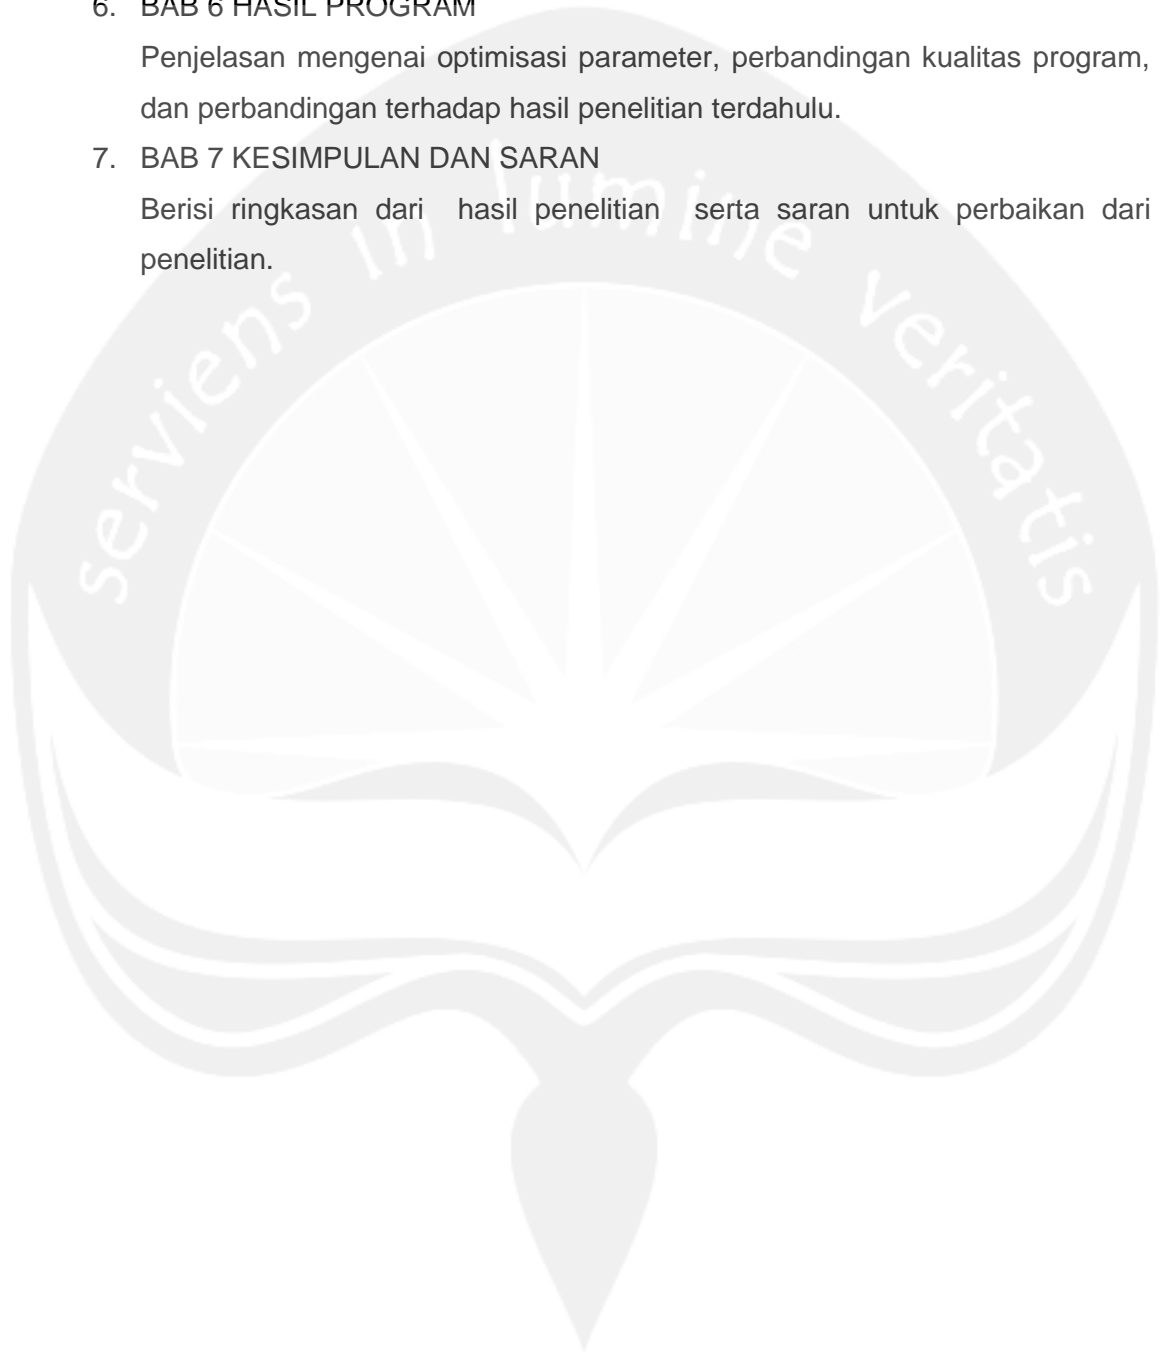 6. BAB 6 HASIL PROGRAM
Penjelasan mengenai optimisasi parameter, perbandingan kualitas program,
dan perbandingan terhadap hasil penelitian terdahulu.
7. BAB 7 KESIMPULAN DAN SARAN
Berisi ringkasan dari hasil penelitian serta saran untuk perbaikan dari
penelitian.
serviens in lumine veritatis